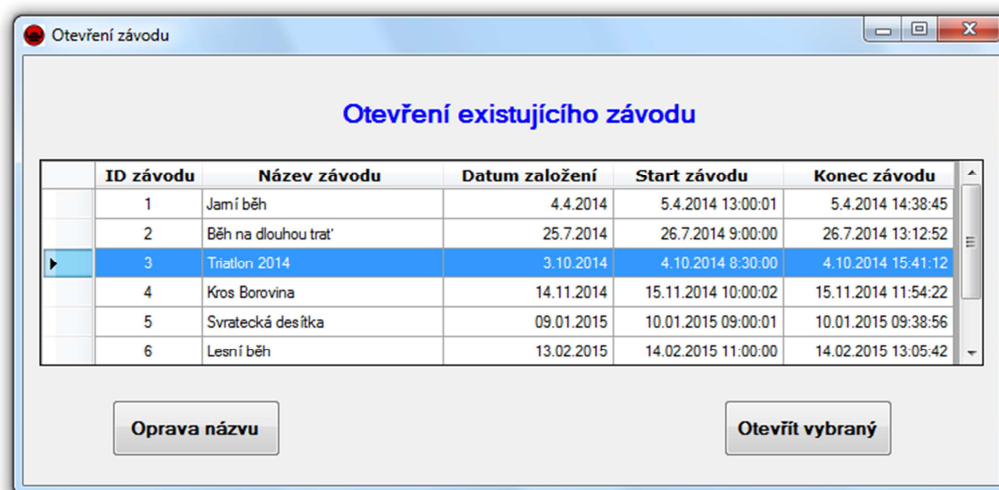 Otevření závodu
Otevření existujícího závodu
ID závodu Název závodu Datum založení Start závodu Konec závodu
1 Jarní běh 4.4.2014 5.4.2014 13:00:01 5.4.2014 14:38:45
2 Běh na dlouhou trať 25.7.2014 26.7.2014 9:00:00 26.7.2014 13:12:52
3 Triatlon 2014 3.10.2014 4.10.2014 8:30:00 4.10.2014 15:41:12
4 Kros Borovina 14.11.2014 15.11.2014 10:00:02 15.11.2014 11:54:22
5 Svratecká desítka 09.01.2015 10.01.2015 09:00:01 10.01.2015 09:38:56
6 Lesní běh 13.02.2015 14.02.2015 11:00:00 14.02.2015 13:05:42
Oprava názvu Otevřít vybraný